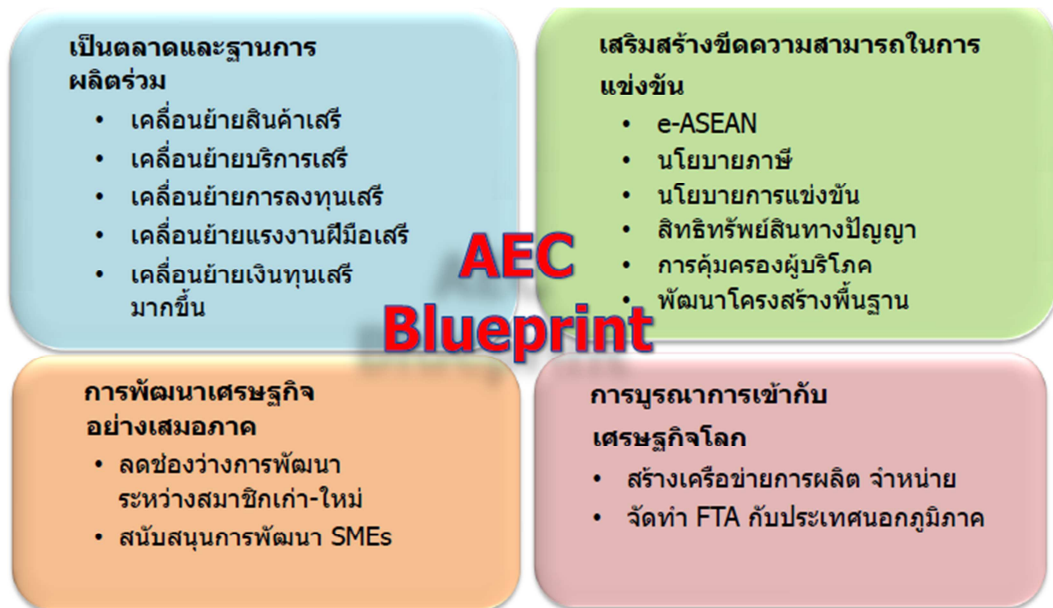 เป็นตลาดและฐานการ
ผลิตร่วม
• เคลื่อนย้ายสินค้าเสรี
• เคลื่อนย้ายบริการเสรี
• เคลื่อนย้ายการลงทุนเสรี
• เคลื่อนย้ายแรงงานฝีมือเสรี
• เคลื่อนย้ายเงินทุนเสรี
มากขึ้น
เสริมสร้างขีดความสามารถในการ
แข่งขัน
• e-ASEAN
• นโยบายภาษี
• นโยบายการแข่งขัน
• สิทธิทรัพย์สินทางปัญญา
• การคุ้มครองผู้บริโภค
• พัฒนาโครงสร้างพื้นฐาน
AEC
Blueprint
การพัฒนาเศรษฐกิจ
อย่างเสมอภาค
• ลดช่องว่างการพัฒนา
ระหว่างสมาชิกเก่า-ใหม่
• สนับสนุนการพัฒนา SMEs
การบูรณาการเข้ากับ
เศรษฐกิจโลก
• สร้างเครือข่ายการผลิต จำหน่าย
• จัดทำ FTA กับประเทศนอกภูมิภาค